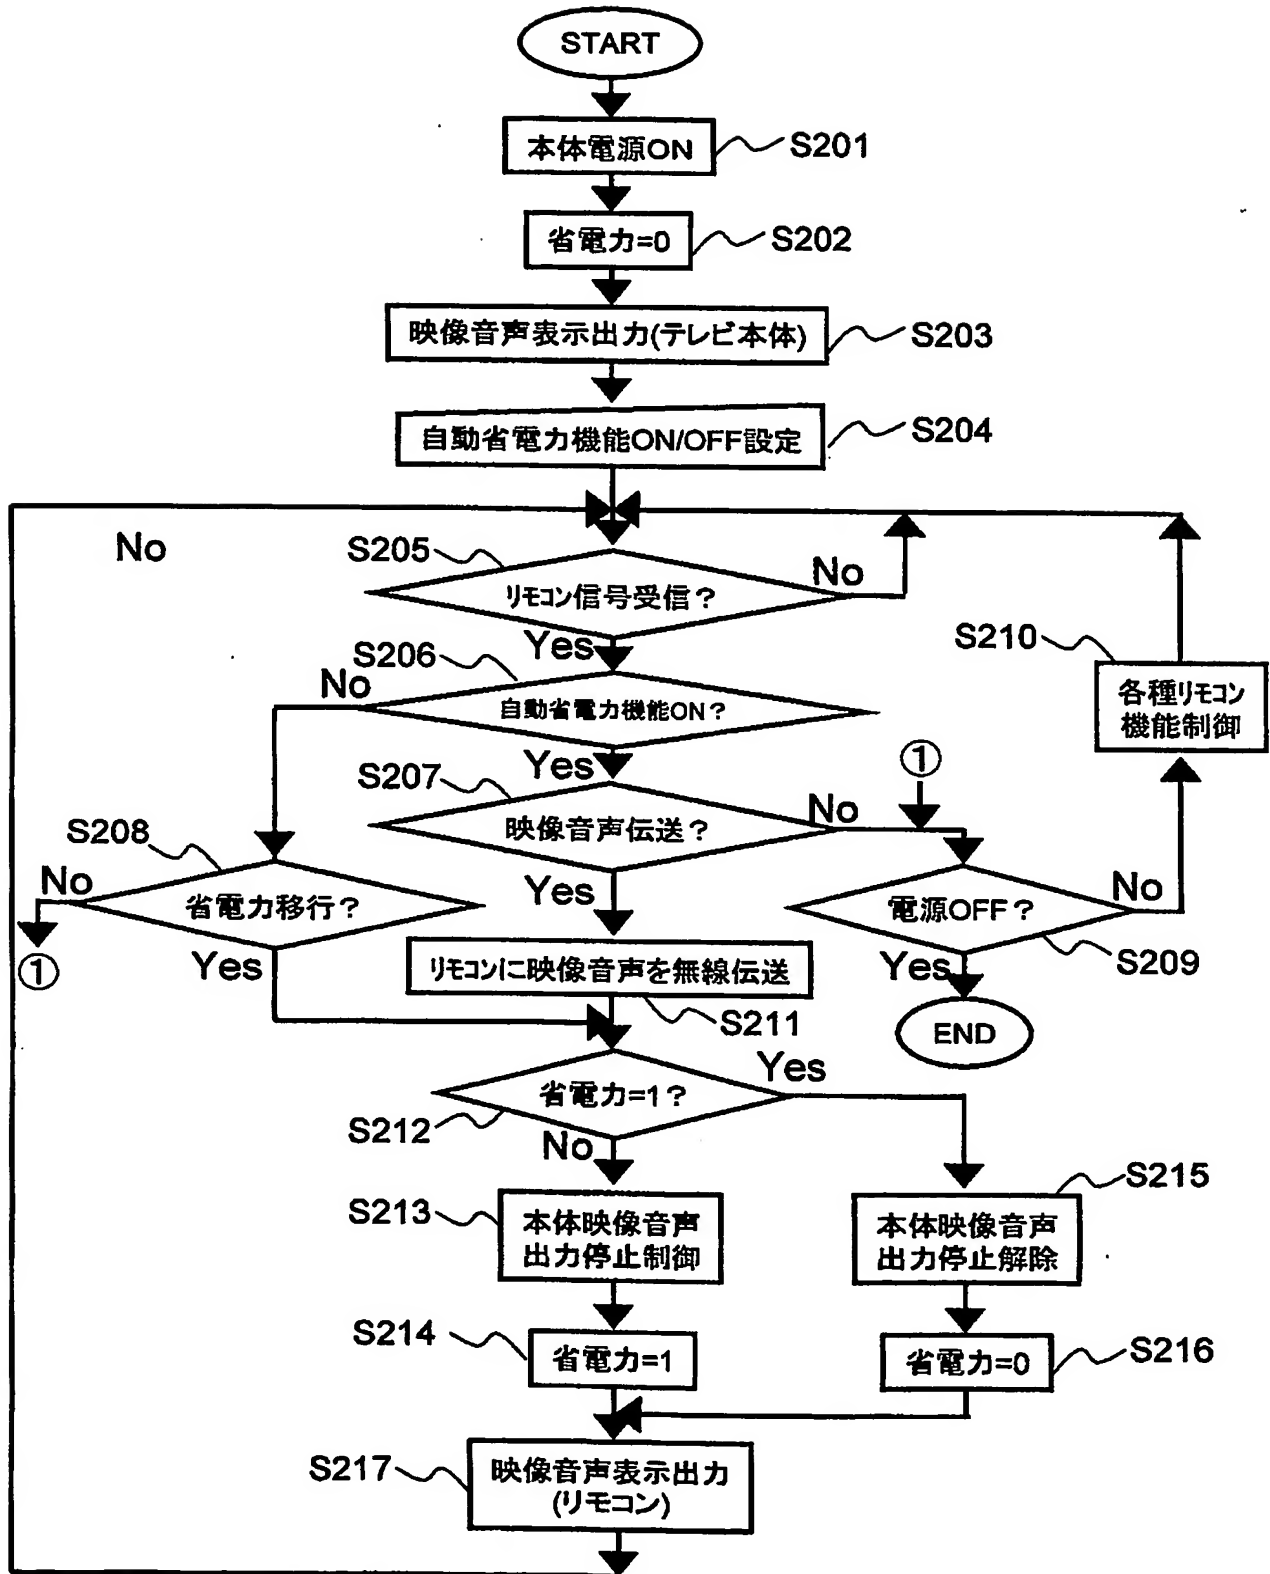 START
本体電源ON
S201
省電力=0
S202
映像音声表示出力(テレビ本体)
S203
自動省電力機能ON/OFF設定
S204
No
S205
リモコン信号受信?
No
Yes
S206
No
自動省電力機能ON?
Yes
S210
各種リモコン
機能制御
S207
映像音声伝送?
No
①
Yes
S208
No
省電力移行?
Yes
①
電源OFF?
No
Yes
S209
END
リモコンに映像音声を無線伝送
S211
省電力=1?
Yes
S212
No
S213
本体映像音声
出力停止制御
S215
本体映像音声
出力停止解除
S214
省電力=1
省電力=0
S216
S217
映像音声表示出力
(リモコン)